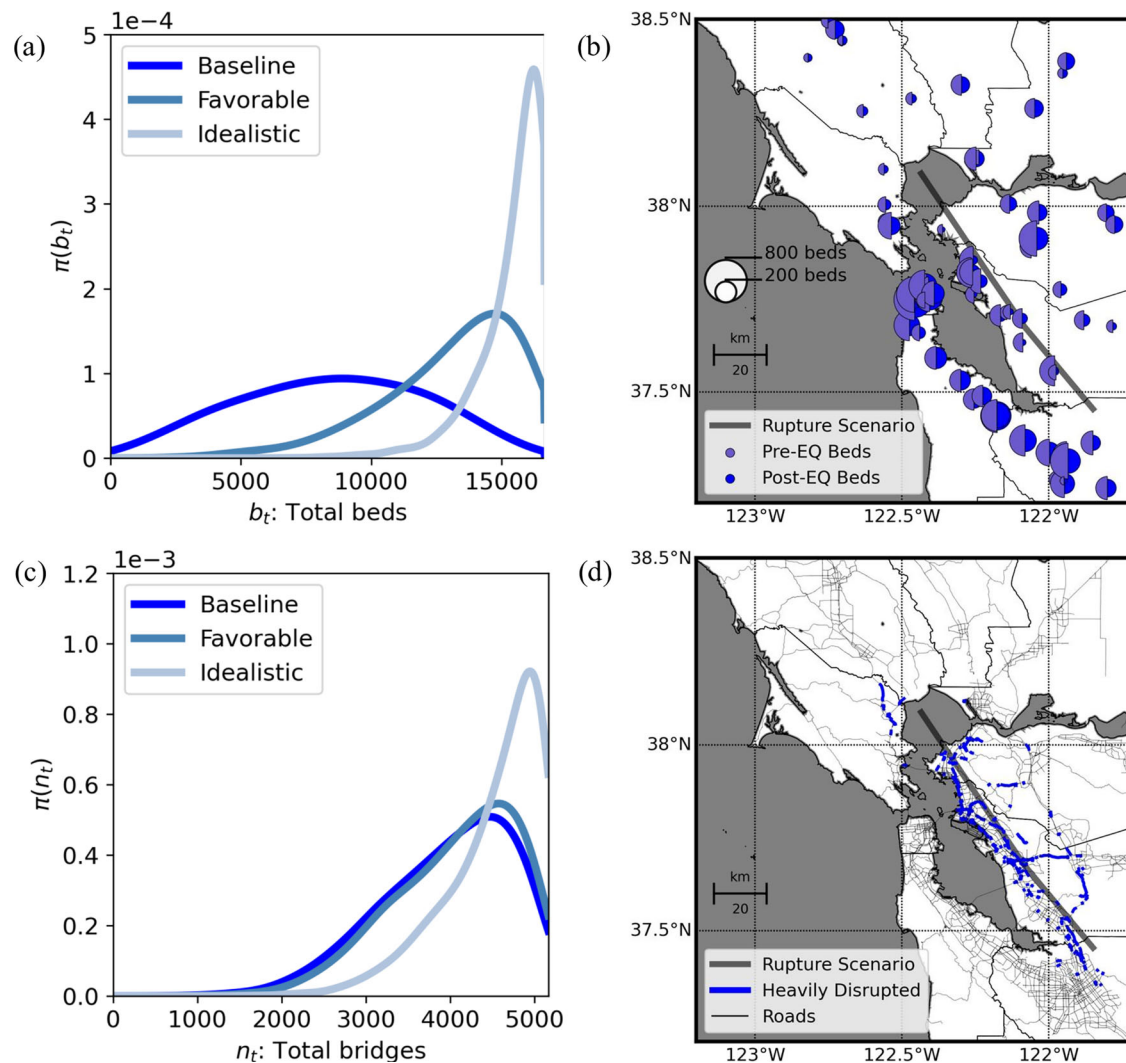 (a)
1e−4
5
4
3
2
1
0
π(b_t)
Baseline
Favorable
Idealistic
0
5000
10000
15000
b_t: Total beds
(b)
38.5°N
38°N
37.5°N
800 beds
200 beds
km
20
Rupture Scenario
Pre-EQ Beds
Post-EQ Beds
123°W
122.5°W
122°W
(c)
1e−3
1.2
1.0
0.8
0.6
0.4
0.2
0.0
π(n_t)
Baseline
Favorable
Idealistic
0
1000
2000
3000
4000
5000
n_t: Total bridges
(d)
38.5°N
38°N
37.5°N
km
20
Rupture Scenario
Heavily Disrupted
Roads
123°W
122.5°W
122°W